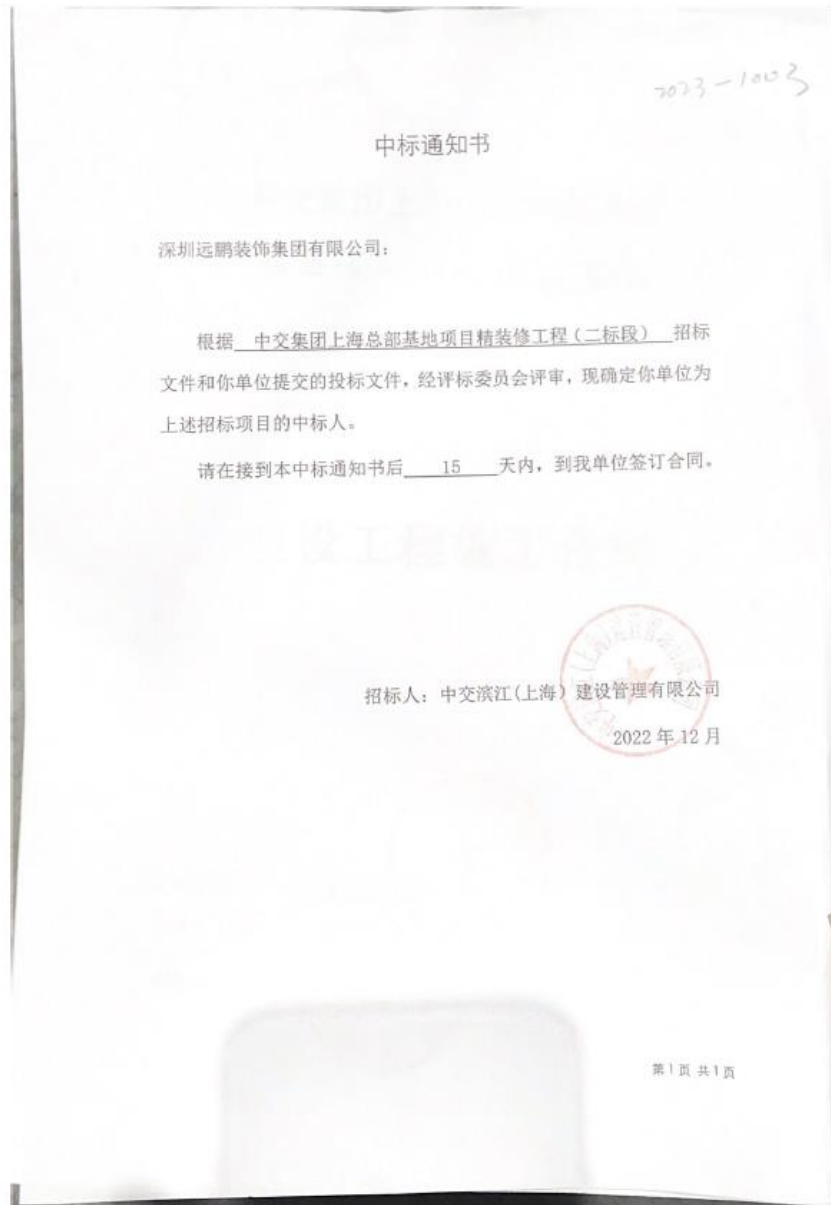 2023-1003
中标通知书
深圳远鹏装饰集团有限公司：
根据 中交集团上海总部基地项目精装修工程（二标段） 招标
文件和你单位提交的投标文件，经评标委员会评审，现确定你单位为
上述招标项目的中标人。
请在接到本中标通知书后 15 天内，到我单位签订合同。
招标人：中交滨江(上海）建设管理有限公司
2022 年 12 月
第1页 共1页